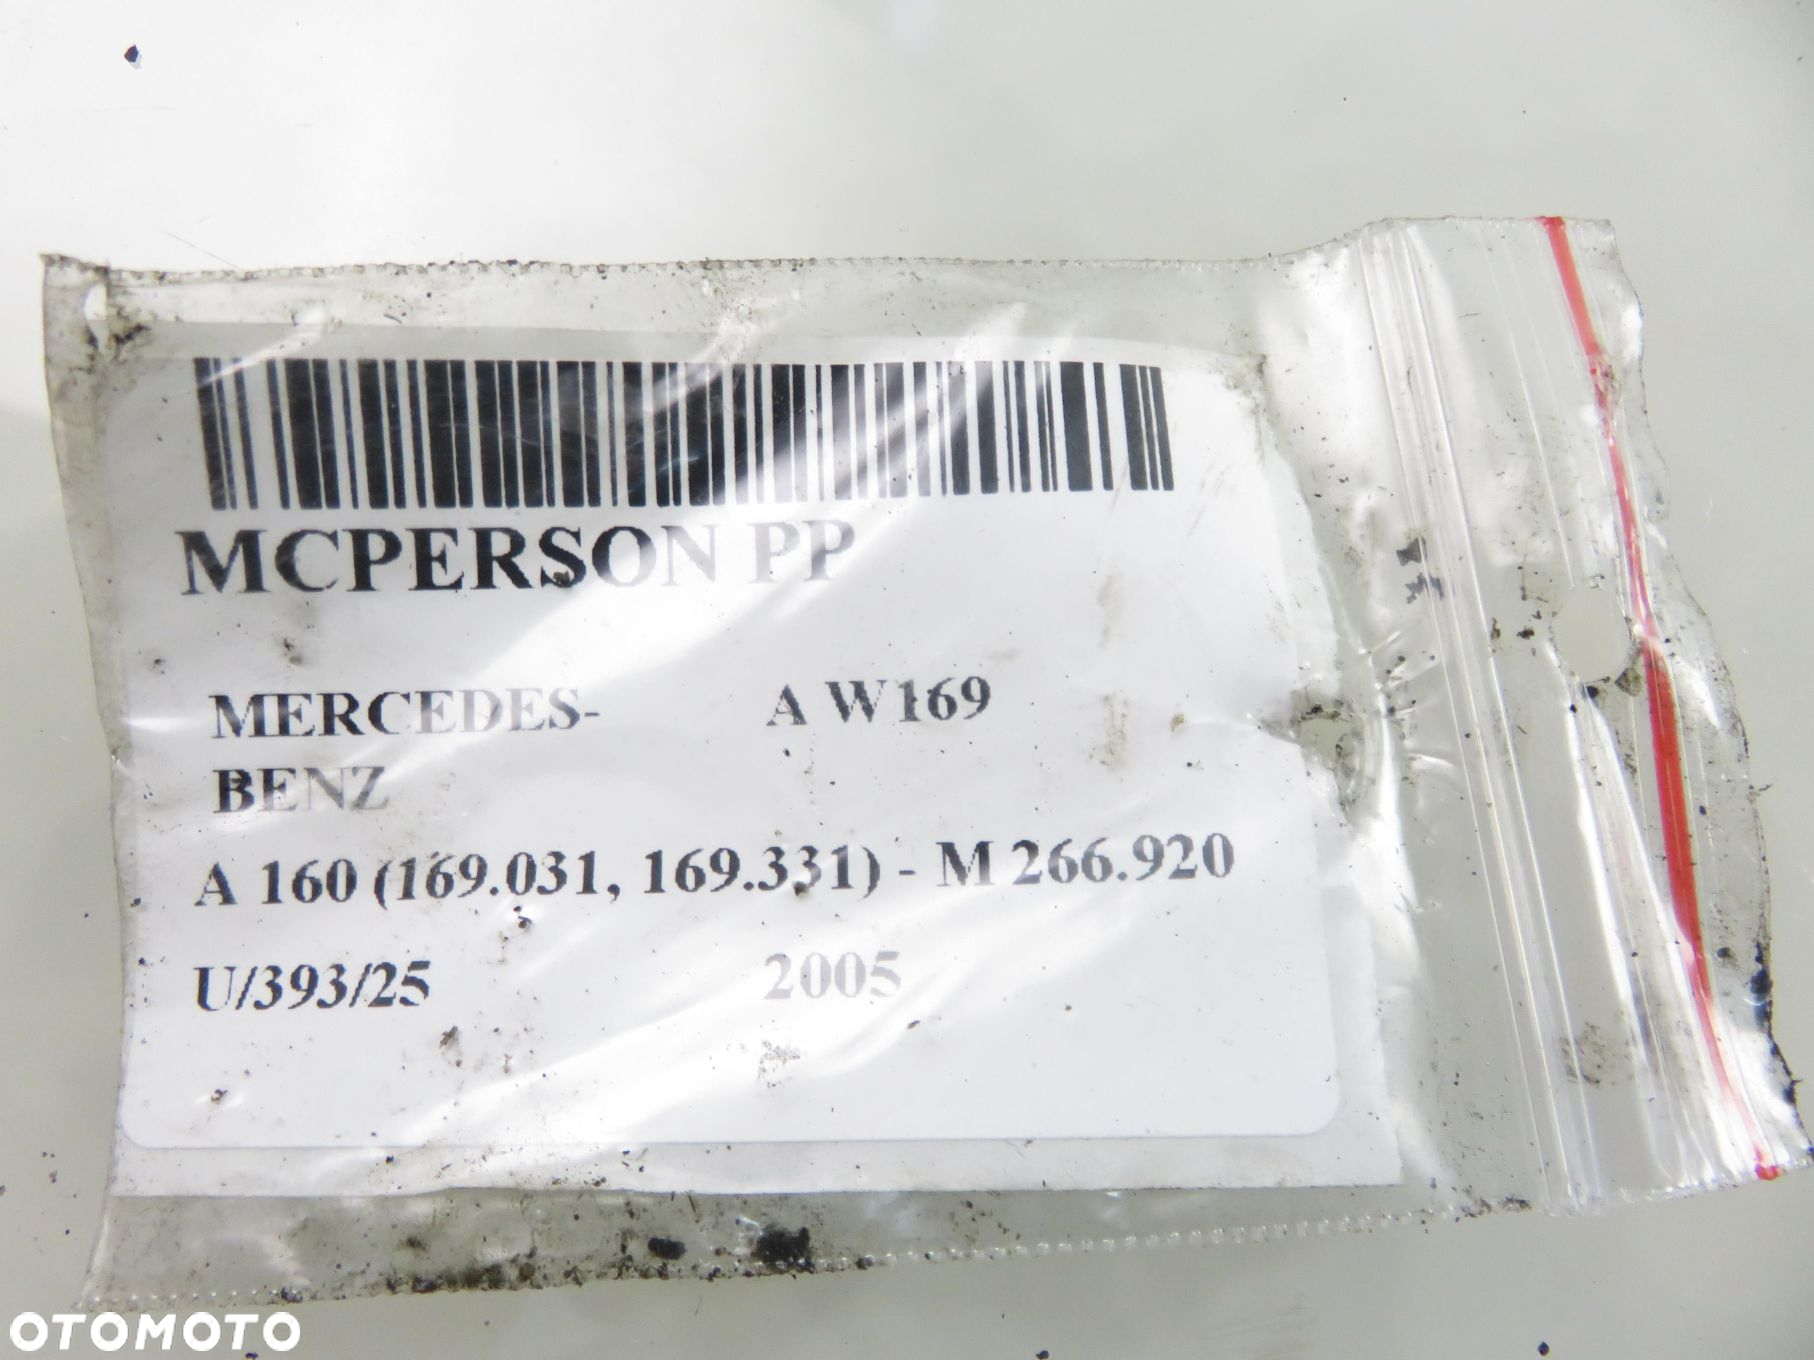 MCPERSON PP
MERCEDES- A W169
BENZ
A 160 (169.031, 169.331) - M 266.920
U/393/25 2005
OTOMOTO